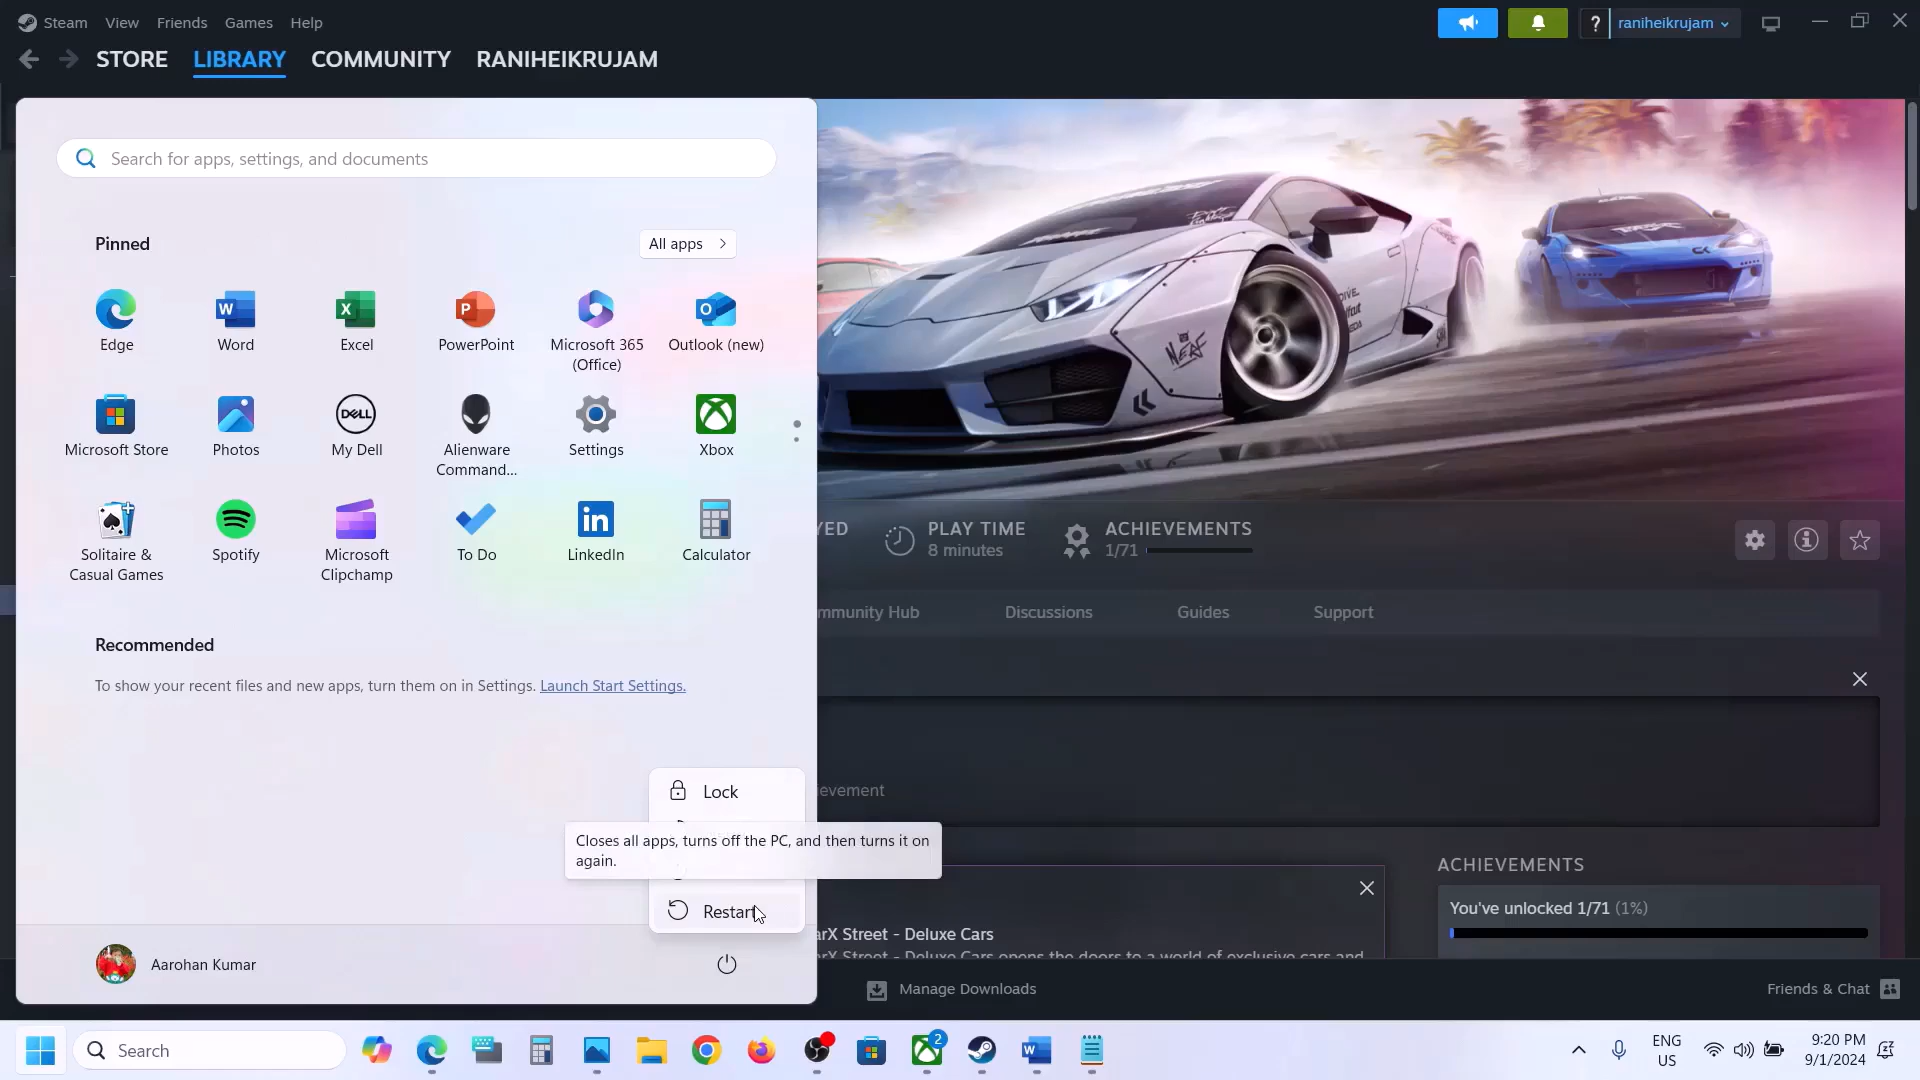 Steam View Friends Games Help
raniheikrujam
STORE LIBRARY COMMUNITY RANIHEIKRUJAM
Search for apps, settings, and documents
Pinned
All apps
Edge
Word
Excel
PowerPoint
Microsoft 365
(Office)
Outlook (new)
DELL
Microsoft Store
Photos
My Dell
Alienware
Command...
Settings
Xbox
Solitaire &
Casual Games
Spotify
Microsoft
Clipchamp
To Do
LinkedIn
Calculator
Recommended
To show your recent files and new apps, turn them on in Settings. Launch Start Settings.
Lock
Closes all apps, turns off the PC, and then turns it on
again.
Restart
Aarohan Kumar
YED
PLAY TIME
8 minutes
ACHIEVEMENTS
1/71
mmunity Hub
Discussions
Guides
Support
ievement
arX Street - Deluxe Cars
arX Street - Deluxe Cars opens the doors to a world of exclusive cars and
ACHIEVEMENTS
You've unlocked 1/71 (1%)
Manage Downloads
Friends & Chat
Search
2
ENG
US
9:20 PM
9/1/2024